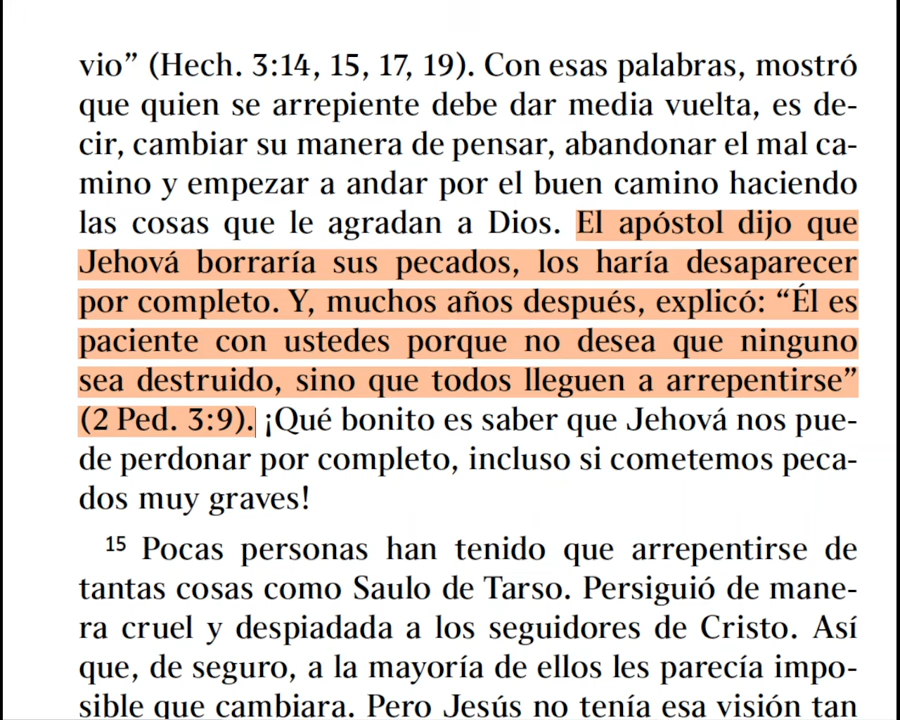 vio” (Hech. 3:14, 15, 17, 19). Con esas palabras, mostró
que quien se arrepiente debe dar media vuelta, es de-
cir, cambiar su manera de pensar, abandonar el mal ca-
mino y empezar a andar por el buen camino haciendo
las cosas que le agradan a Dios. El apóstol dijo que
Jehová borraría sus pecados, los haría desaparecer
por completo. Y, muchos años después, explicó: “Él es
paciente con ustedes porque no desea que ninguno
sea destruido, sino que todos lleguen a arrepentirse”
(2 Ped. 3:9). ¡Qué bonito es saber que Jehová nos pue-
de perdonar por completo, incluso si cometemos peca-
dos muy graves!
15 Pocas personas han tenido que arrepentirse de
tantas cosas como Saulo de Tarso. Persiguió de mane-
ra cruel y despiadada a los seguidores de Cristo. Así
que, de seguro, a la mayoría de ellos les parecía impo-
sible que cambiara. Pero Jesús no tenía esa visión tan